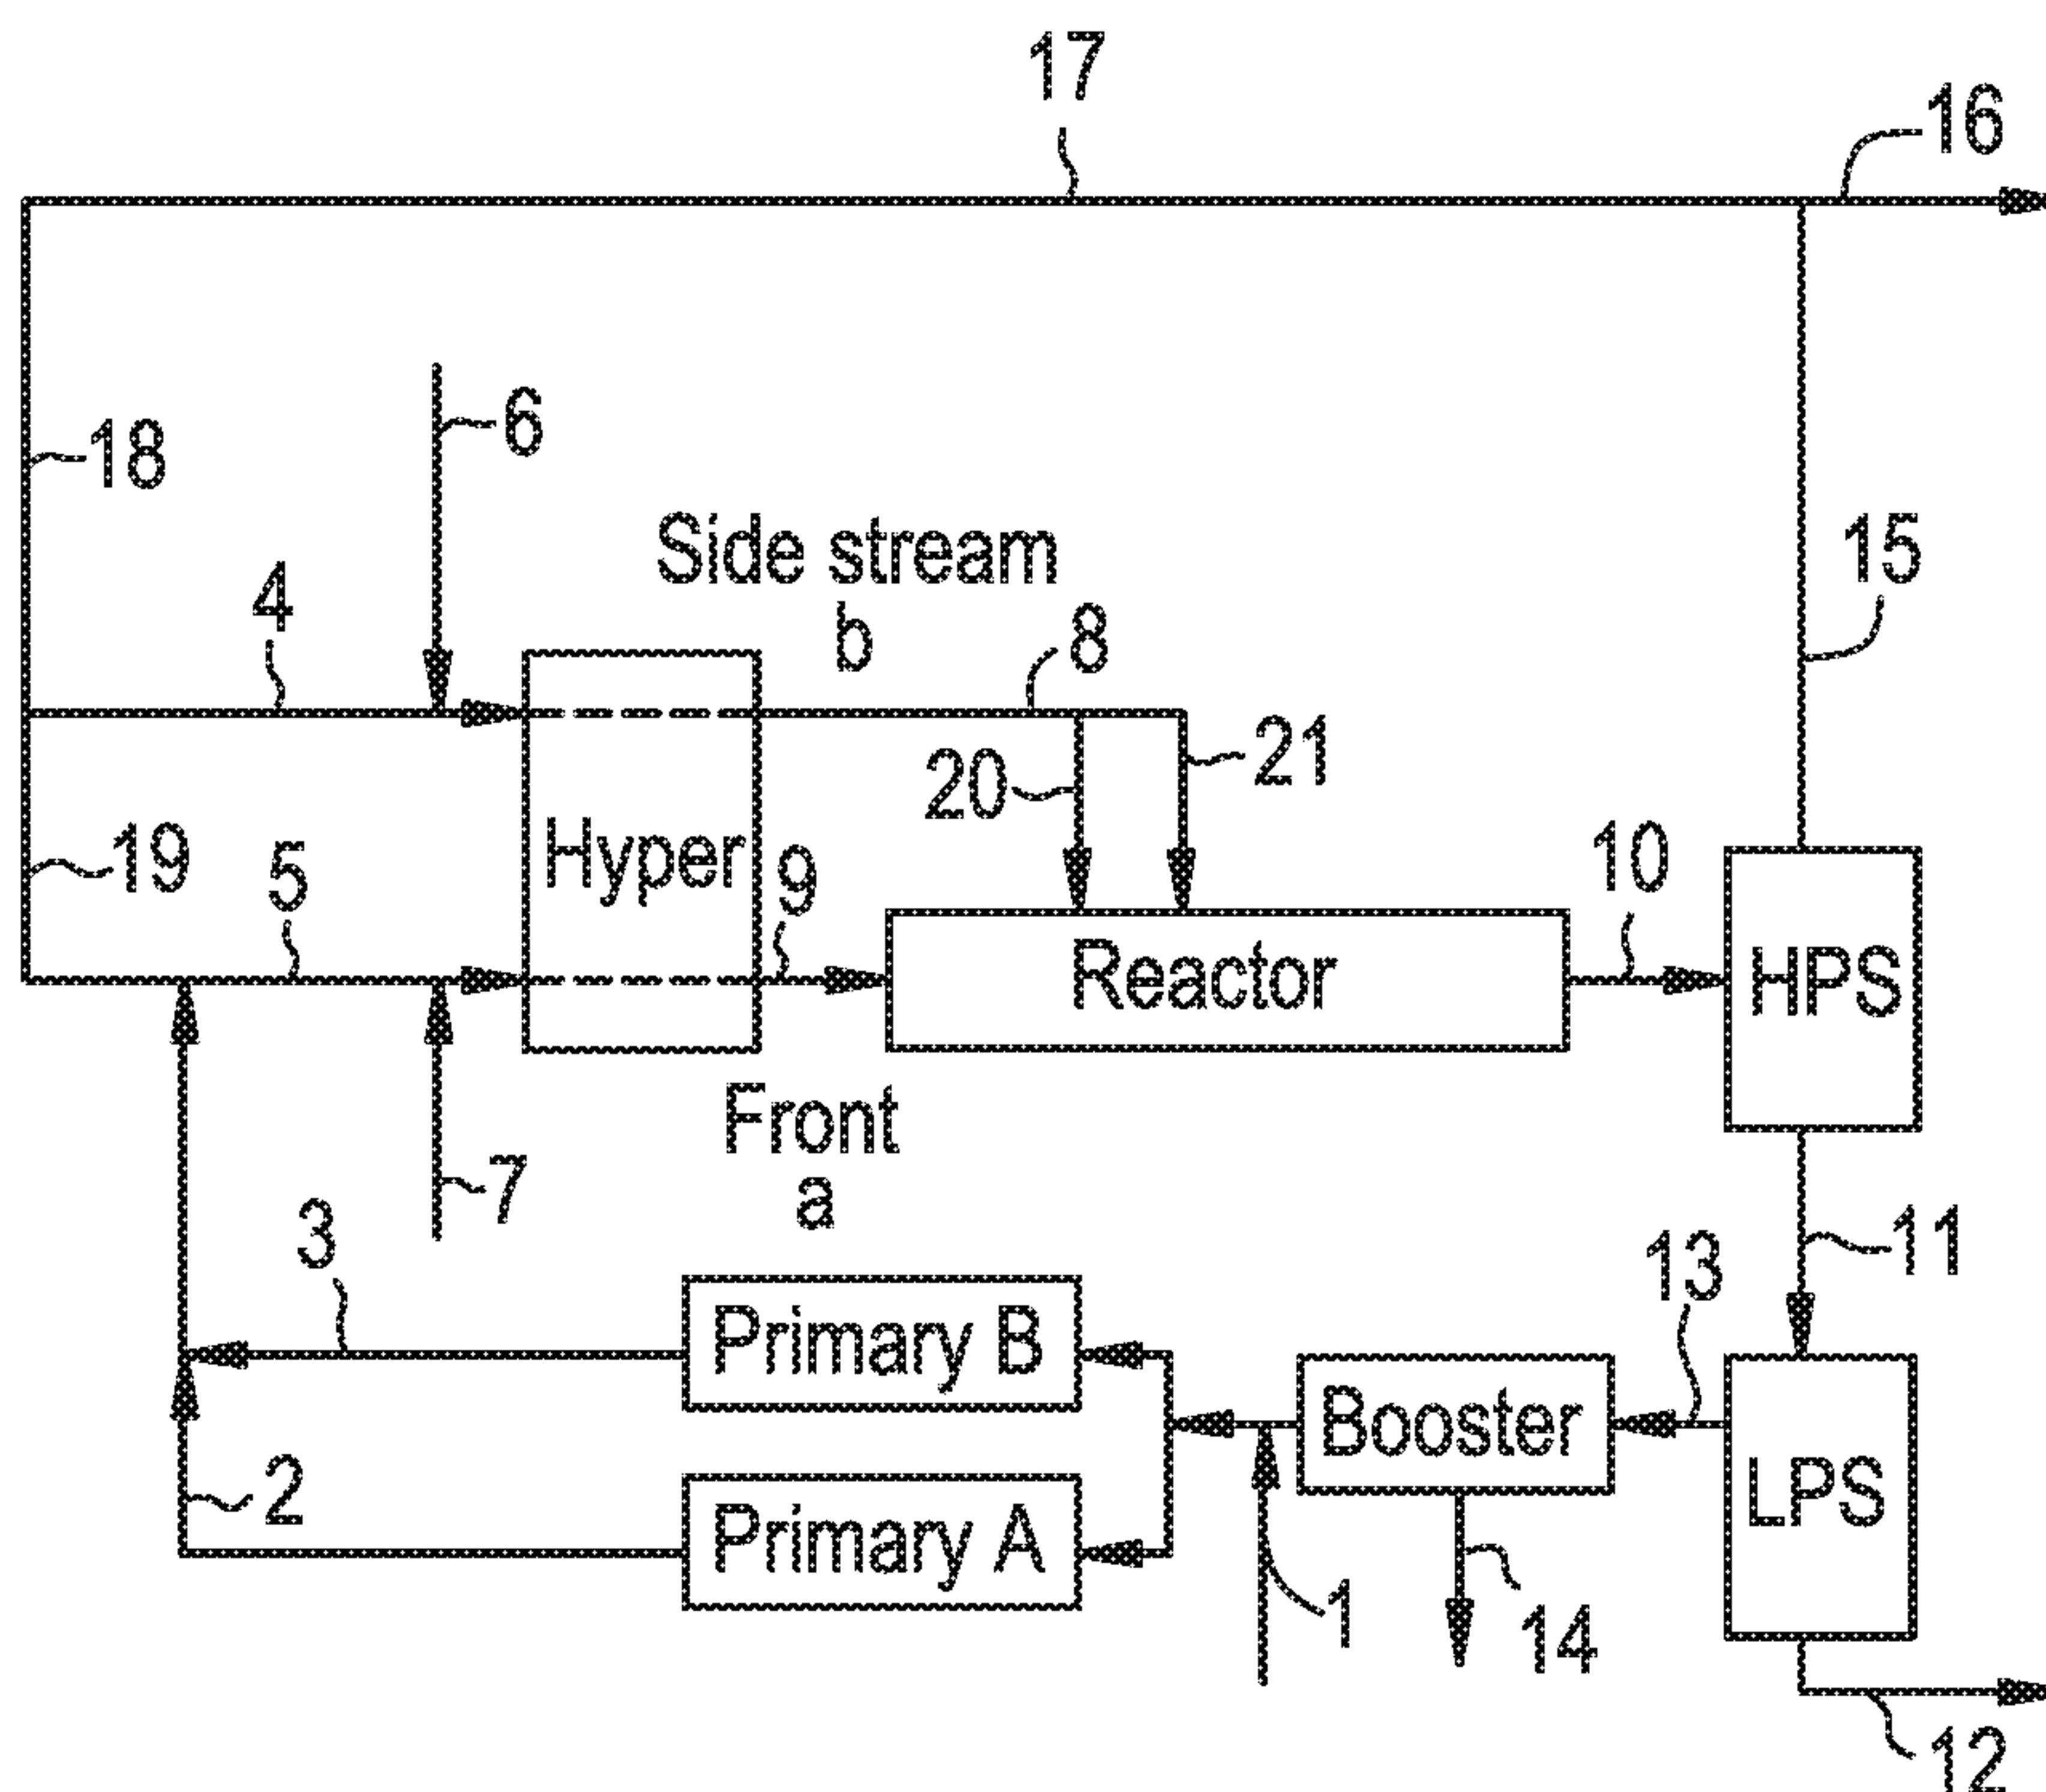 17
16
18
6
Side stream
b
4
8
15
20
21
19
5
Hyper
9
10
Reactor
HPS
Front
a
7
3
11
13
Primary B
Booster
2
LPS
Primary A
1
14
12